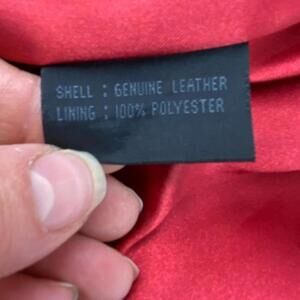 SHELL : GENUINE LEATHER
LINING : 100% POLYESTER